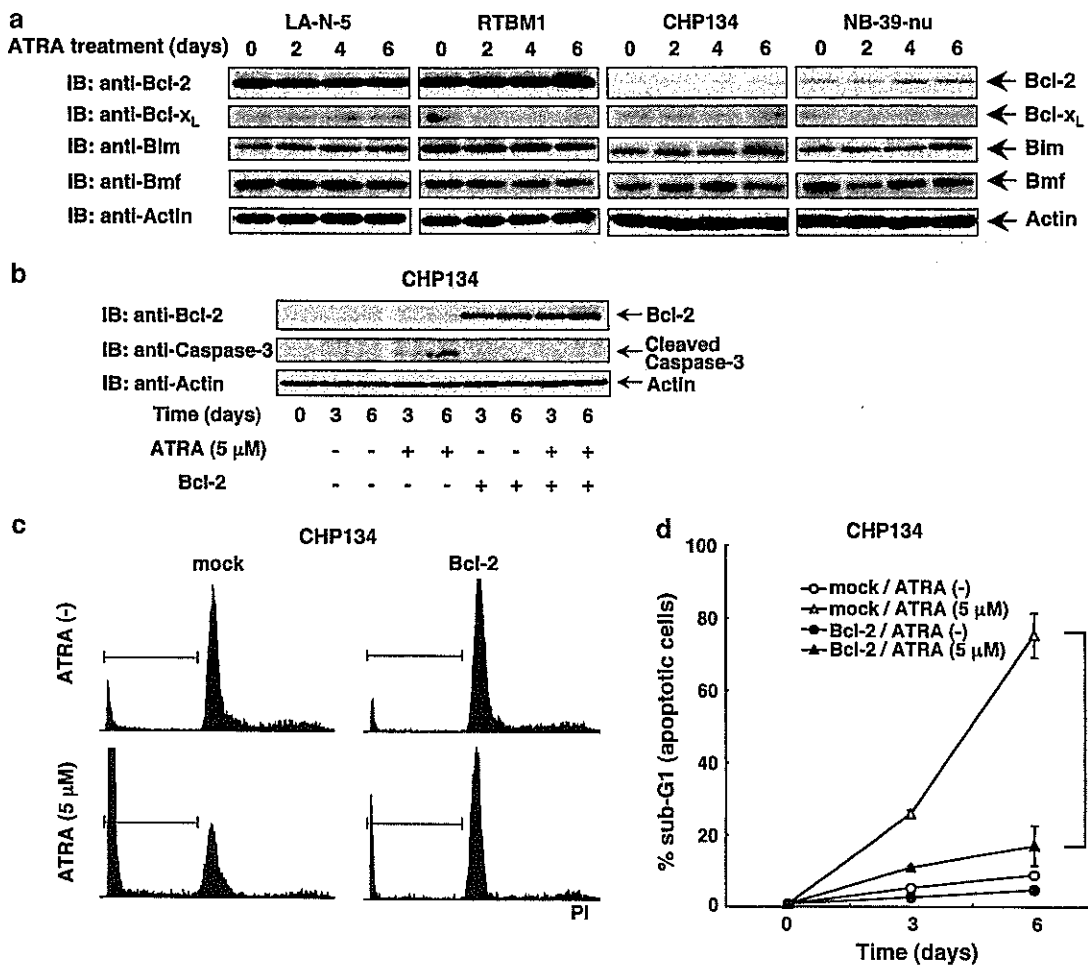 a
LA-N-5 RTBM1 CHP134 NB-39-nu
ATRA treatment (days) 0 2 4 6 0 2 4 6 0 2 4 6 0 2 4 6
IB: anti-Bcl-2 Bcl-2
IB: anti-Bcl-xL Bcl-xL
IB: anti-Bim Bim
IB: anti-Bmf Bmf
IB: anti-Actin Actin
b
CHP134
IB: anti-Bcl-2 Bcl-2
IB: anti-Caspase-3 Cleaved
Caspase-3
IB: anti-Actin Actin
Time (days) 0 3 6 3 6 3 6 3 6
ATRA (5 μM) - - + + - - + +
Bcl-2 - - - - + + + +
c
CHP134
mock Bcl-2
ATRA (-)
ATRA (5 μM)
PI
d
CHP134
% sub-G1 (apoptotic cells)
100
80
60
40
20
0
mock / ATRA (-)
mock / ATRA (5 μM)
Bcl-2 / ATRA (-)
Bcl-2 / ATRA (5 μM)
0 3 6
Time (days)